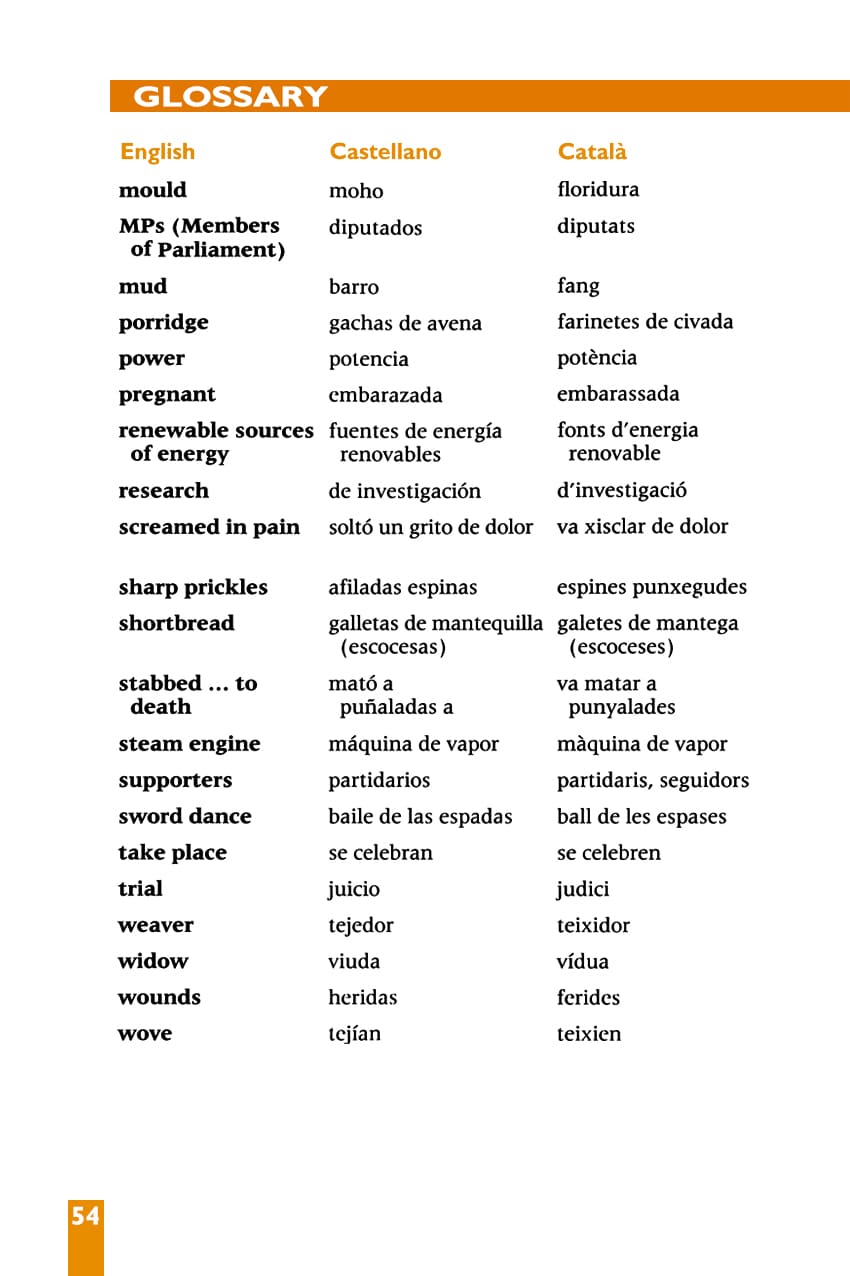 GLOSSARY
English Castellano Català
mould moho floridura
MPs (Members diputados diputats
of Parliament)
mud barro fang
porridge gachas de avena farinetes de civada
power potencia potència
pregnant embarazada embarassada
renewable sources fuentes de energía fonts d'energia
of energy renovables renovable
research de investigación d'investigació
screamed in pain soltó un grito de dolor va xisclar de dolor
sharp prickles afiladas espinas espines punxegudes
shortbread galletas de mantequilla galetes de mantega
(escocesas) (escoceses)
stabbed ... to mató a va matar a
death puñaladas a punyalades
steam engine máquina de vapor màquina de vapor
supporters partidarios partidaris, seguidors
sword dance baile de las espadas ball de les espases
take place se celebran se celebren
trial juicio judici
weaver tejedor teixidor
widow viuda vídua
wounds heridas ferides
wove tejían teixien
54